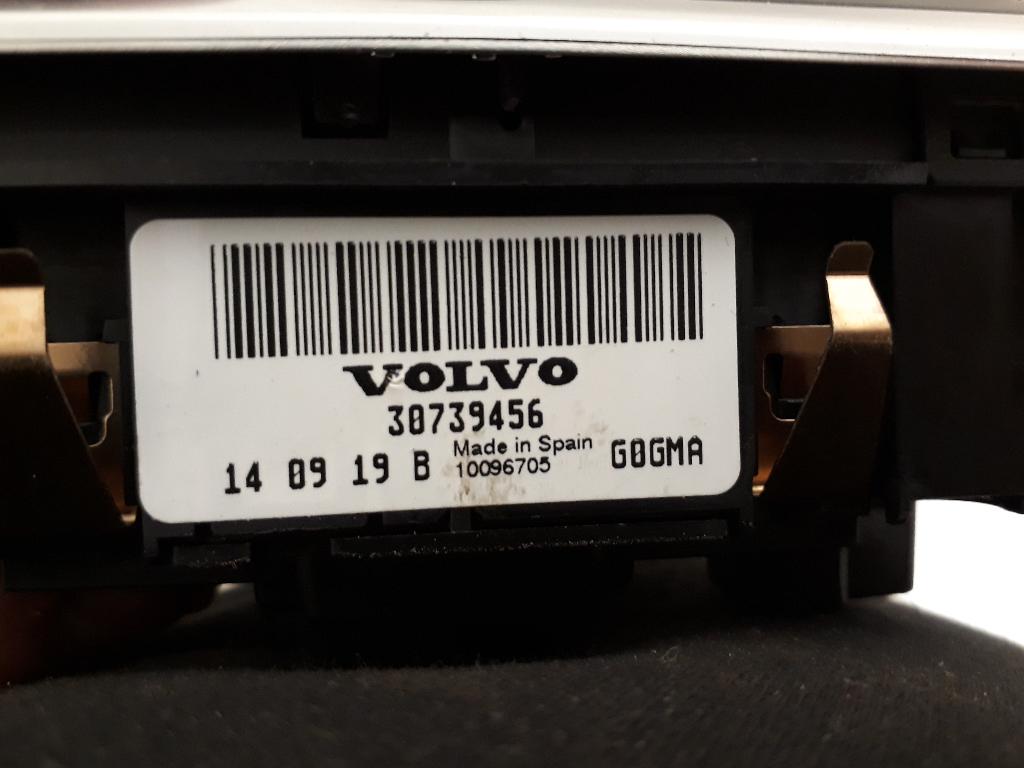 VOLVO
30739456
Made in Spain
14 09 19 B 10096705 G0GMA